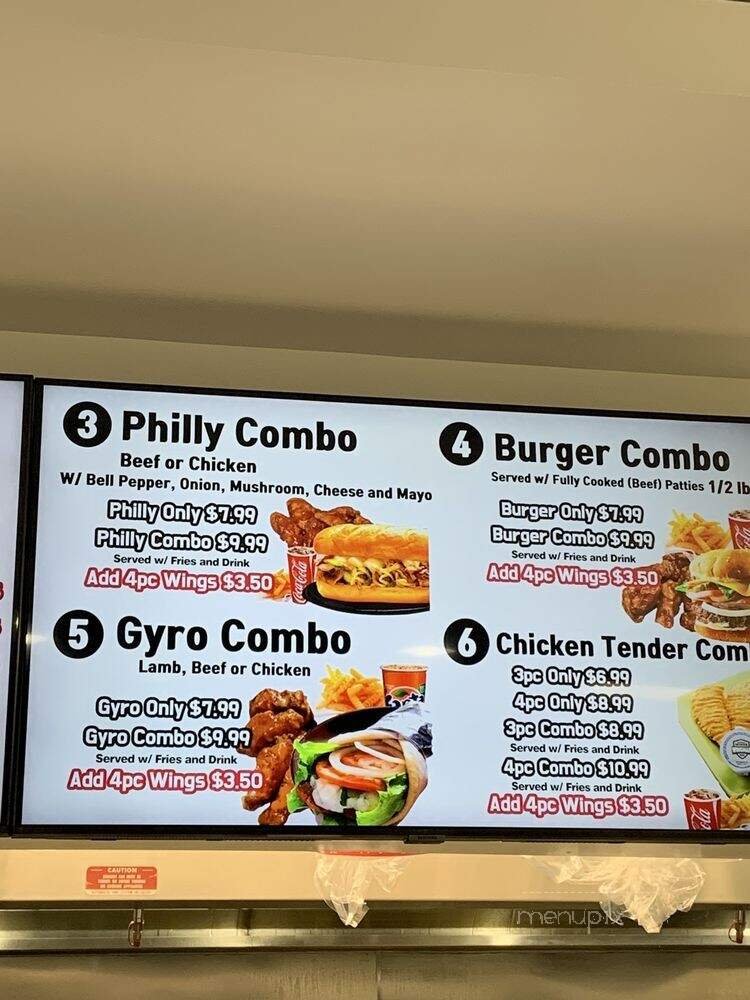 3 Philly Combo
Beef or Chicken
W/ Bell Pepper, Onion, Mushroom, Cheese and Mayo
Philly Only $7.99
Philly Combo $9.99
Served w/ Fries and Drink
Add 4pc Wings $3.50
4 Burger Combo
Served w/ Fully Cooked (Beef) Patties 1/2 lb
Burger Only $7.99
Burger Combo $9.99
Served w/ Fries and Drink
Add 4pc Wings $3.50
5 Gyro Combo
Lamb, Beef or Chicken
Gyro Only $7.99
Gyro Combo $9.99
Served w/ Fries and Drink
Add 4pc Wings $3.50
6 Chicken Tender Com
3pc Only $6.99
4pc Only $8.99
3pc Combo $8.99
Served w/ Fries and Drink
4pc Combo $10.99
Served w/ Fries and Drink
Add 4pc Wings $3.50
Coca-Cola
CAUTION
menupix